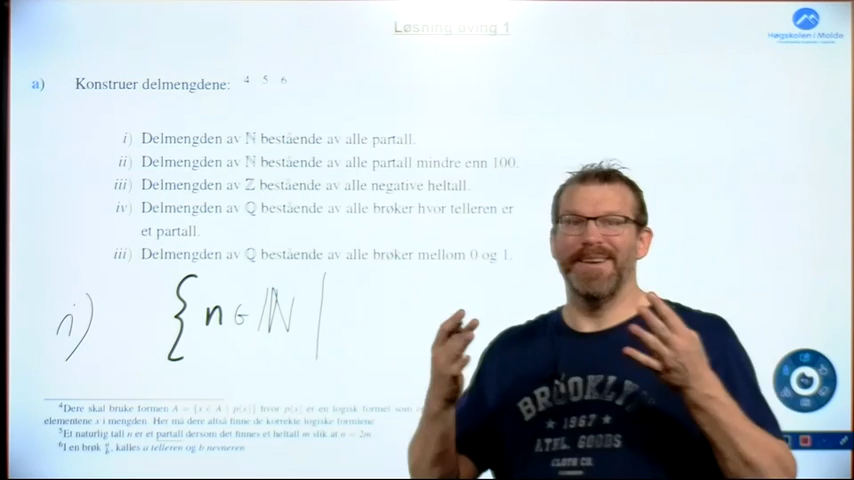 Løsning øving 1
Høgskolen i Molde
a) Konstruer delmengdene: 4 5 6
i) Delmengden av ℕ bestående av alle partall.
ii) Delmengden av ℕ bestående av alle partall mindre enn 100.
iii) Delmengden av ℤ bestående av alle negative heltall.
iv) Delmengden av ℚ bestående av alle brøker hvor telleren er
et partall.
iii) Delmengden av ℚ bestående av alle brøker mellom 0 og 1.
i) { n ∈ ℕ |
4Dere skal bruke formen A = {x ∈ A | p(x)} hvor p(x) er en logisk formel som
elementene x i mengden. Her må dere altså finne de korrekte logiske formlene
5Et naturlig tall n er et partall dersom det finnes et heltall m slik at n = 2m
6I en brøk a/b, kalles a telleren og b nevneren
BROOKLYN
★ 1967 ★
ATHL. GOODS
CLOTH CO.